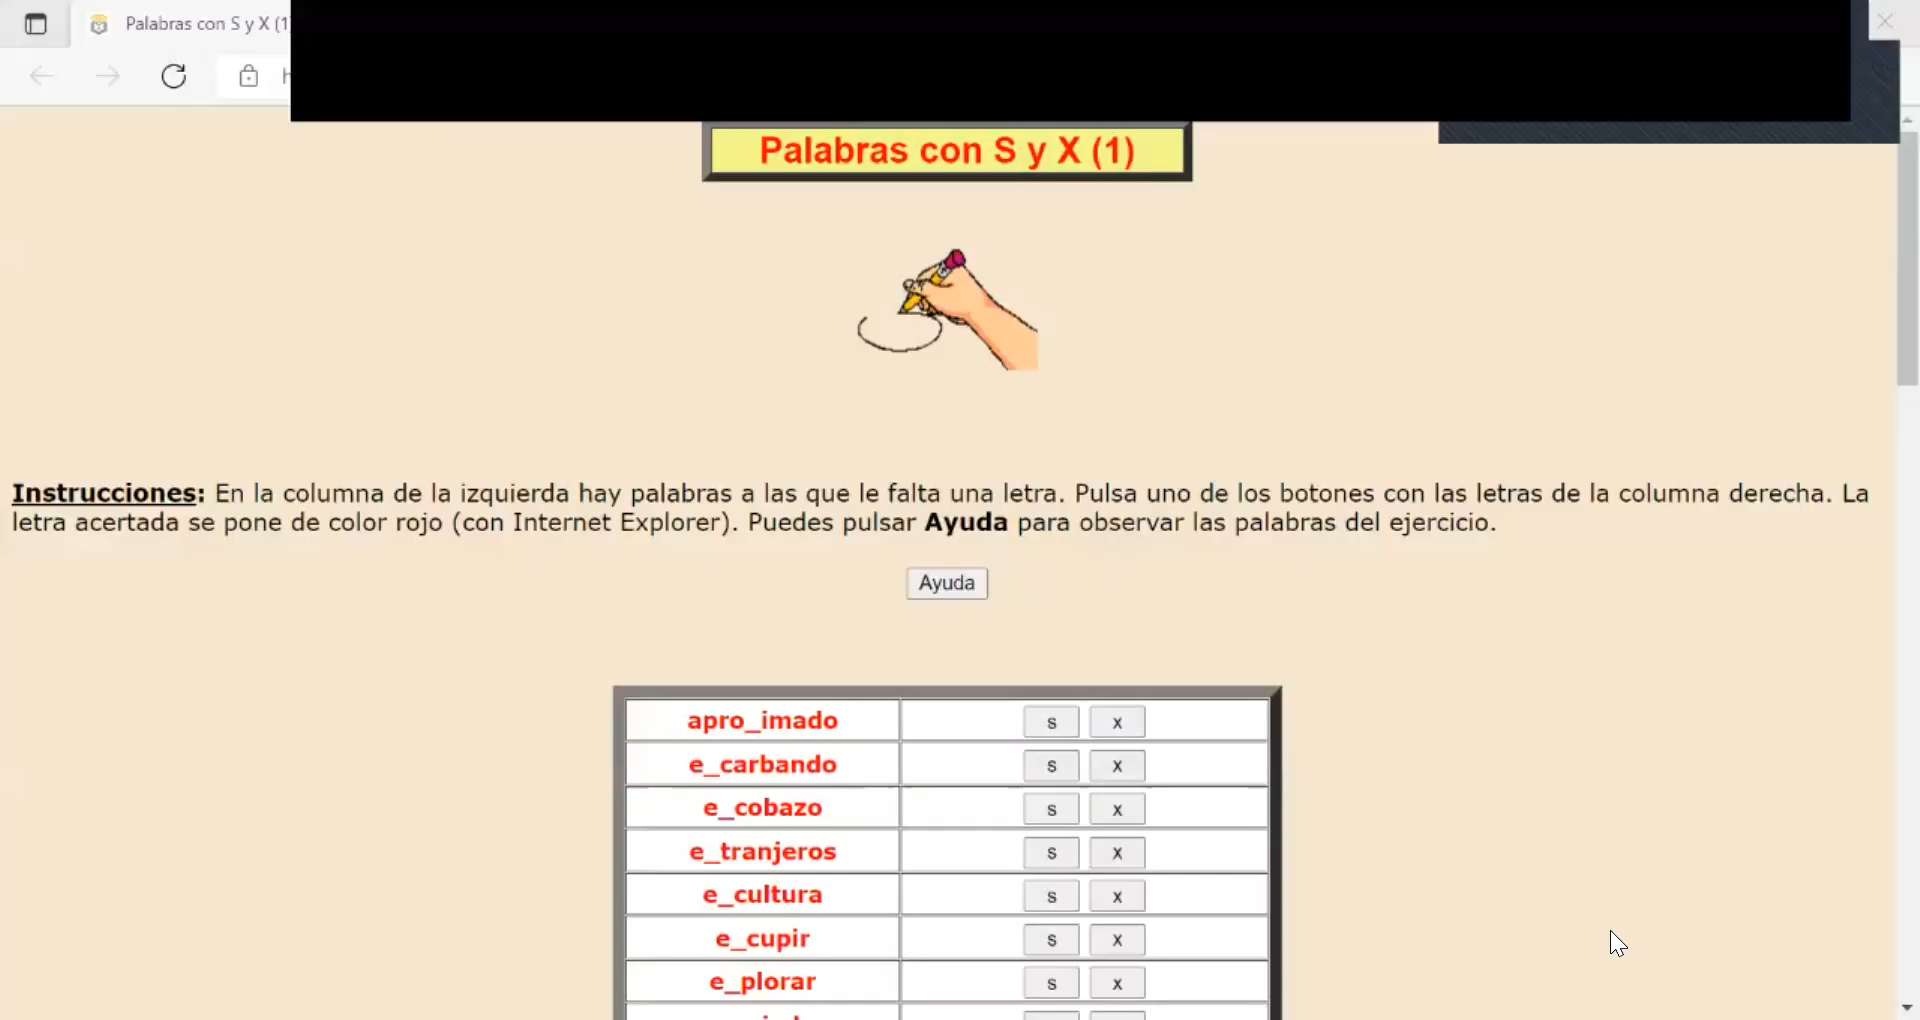 Palabras con S y X (1)
Palabras con S y X (1)
Instrucciones: En la columna de la izquierda hay palabras a las que le falta una letra. Pulsa uno de los botones con las letras de la columna derecha. La
letra acertada se pone de color rojo (con Internet Explorer). Puedes pulsar Ayuda para observar las palabras del ejercicio.
Ayuda
apro_imado s x
e_carbando s x
e_cobazo s x
e_tranjeros s x
e_cultura s x
e_cupir s x
e_plorar s x